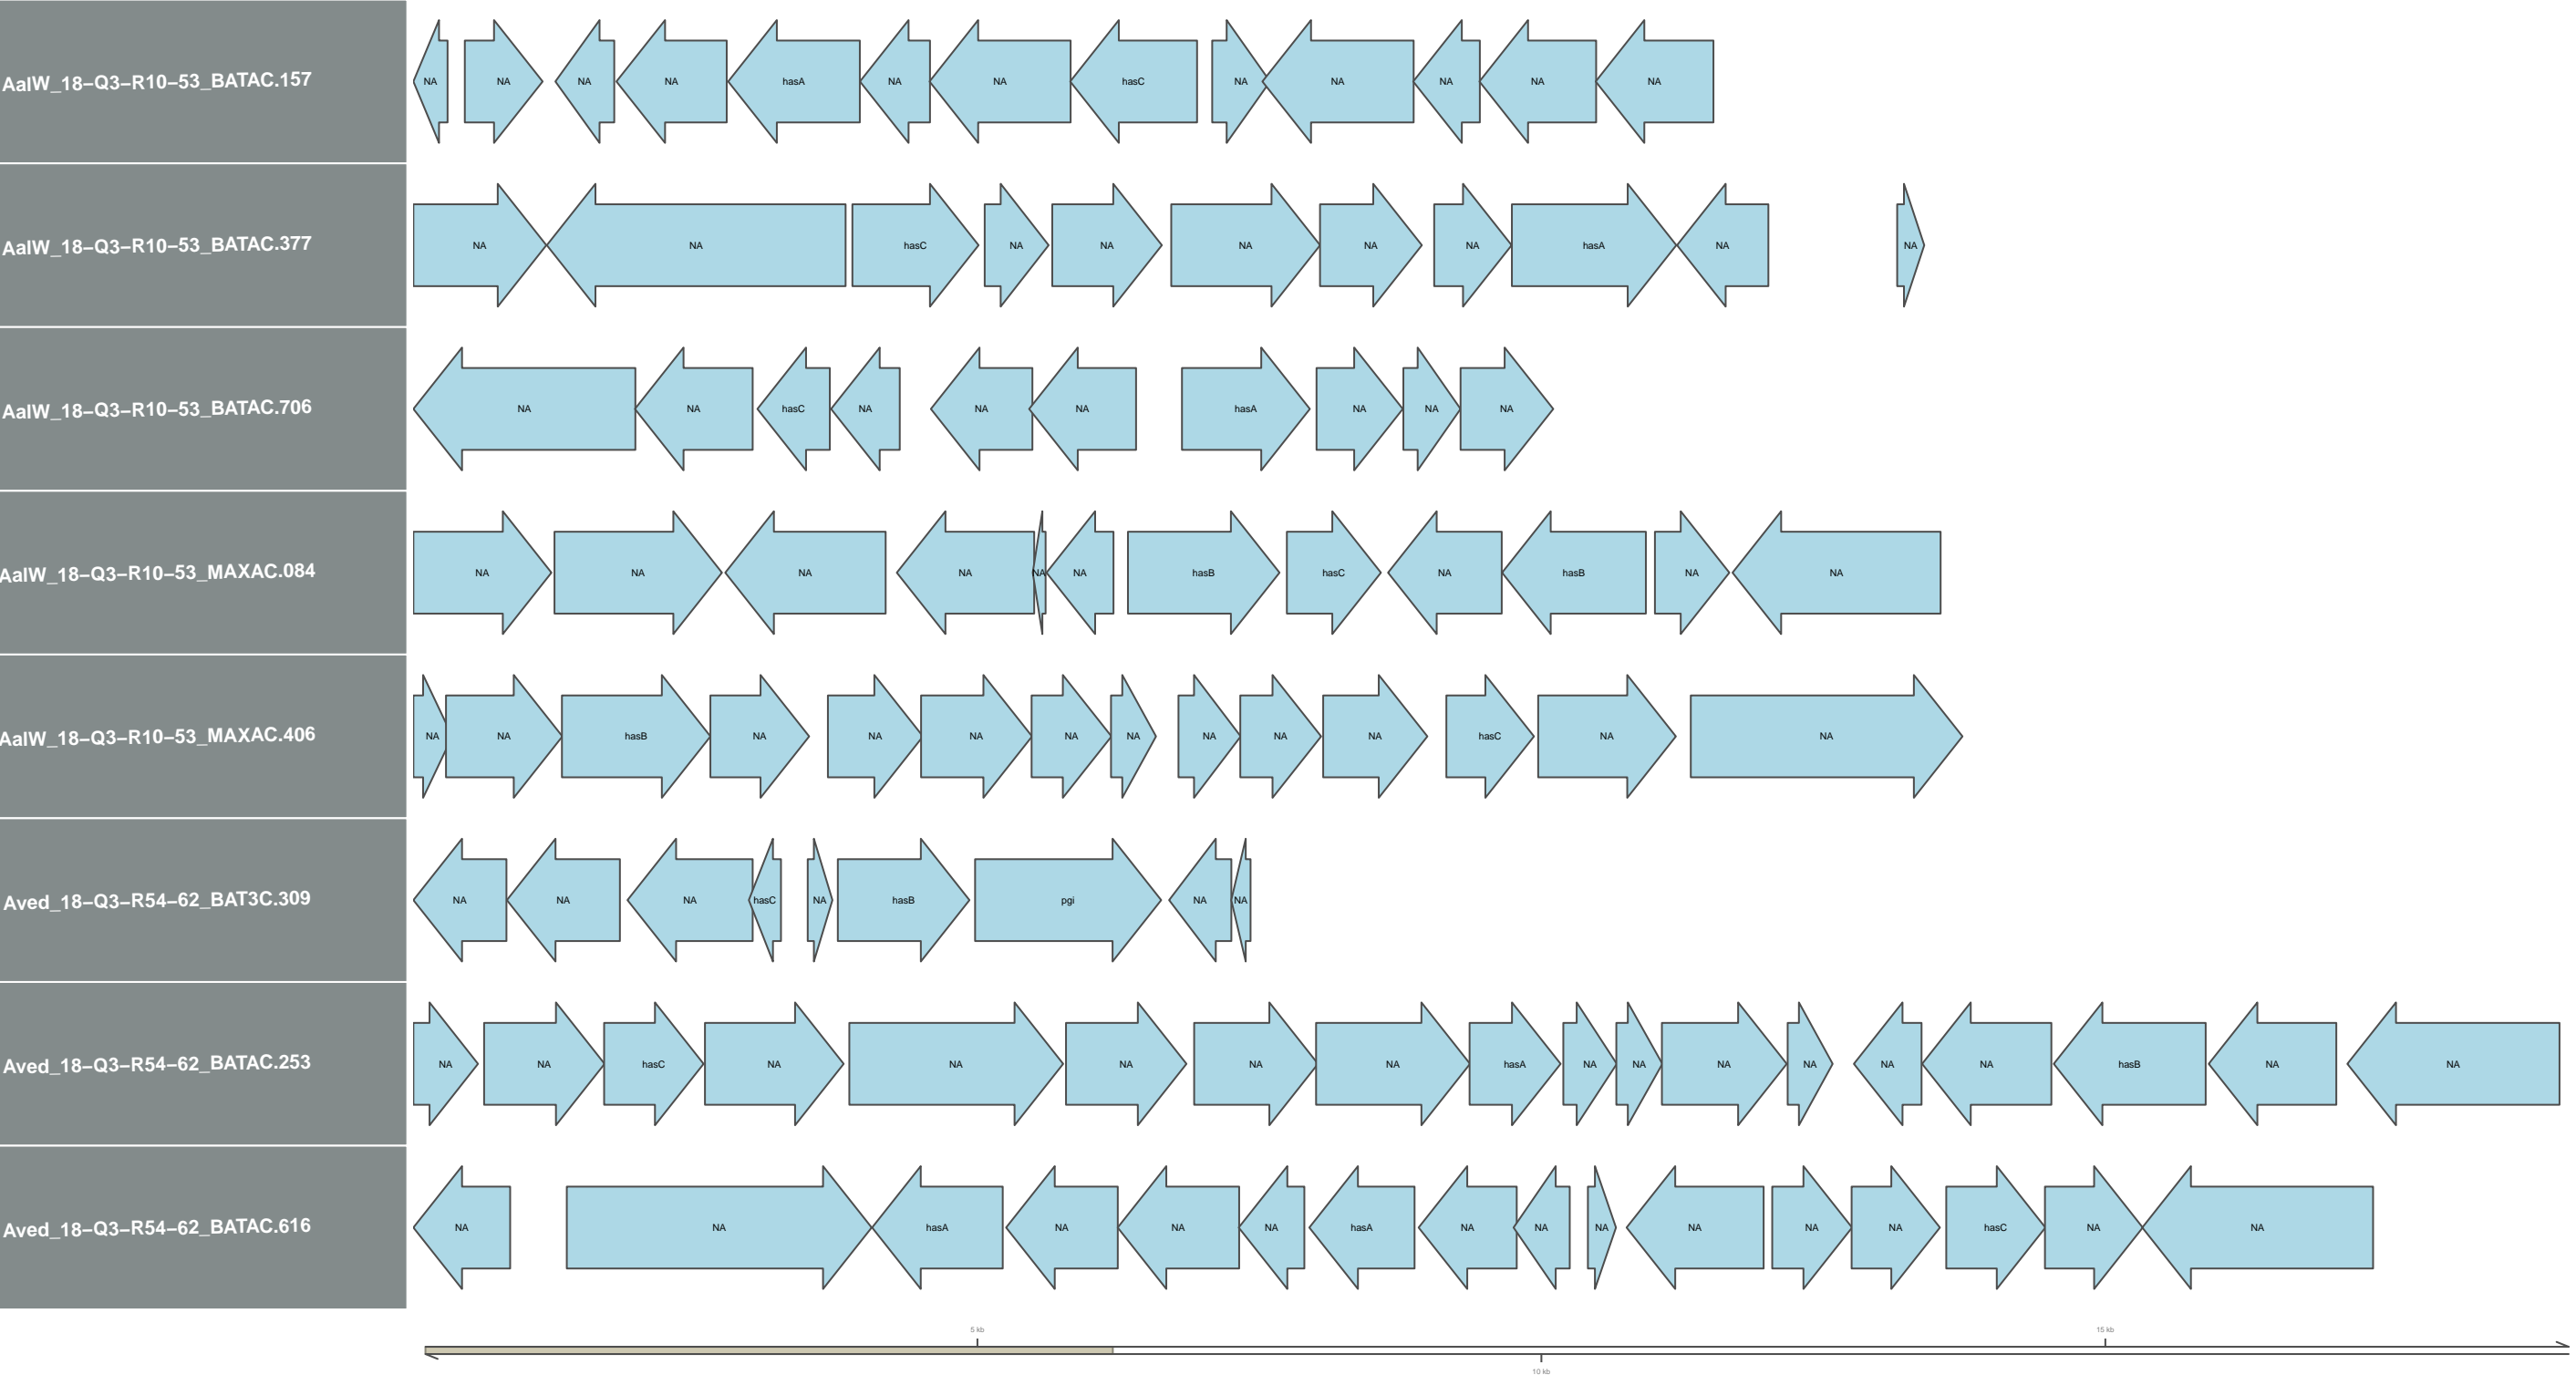 AalW_18–Q3–R10–53_BATAC.157 NA NA NA NA hasA NA NA hasC NA NA NA NA NA
AalW_18–Q3–R10–53_BATAC.377 NA NA hasC NA NA NA NA NA hasA NA NA
AalW_18–Q3–R10–53_BATAC.706 NA NA hasC NA NA NA hasA NA NA NA
AalW_18–Q3–R10–53_MAXAC.084 NA NA NA NA NA NA hasB hasC NA hasB NA NA
AalW_18–Q3–R10–53_MAXAC.406 NA NA hasB NA NA NA NA NA NA NA NA hasC NA NA
Aved_18–Q3–R54–62_BAT3C.309 NA NA NA hasC NA hasB pgi NA NA
Aved_18–Q3–R54–62_BATAC.253 NA NA hasC NA NA NA NA NA hasA NA NA NA NA NA NA hasB NA NA
Aved_18–Q3–R54–62_BATAC.616 NA NA hasA NA NA NA hasA NA NA NA NA NA NA hasC NA NA
5 kb 15 kb
10 kb